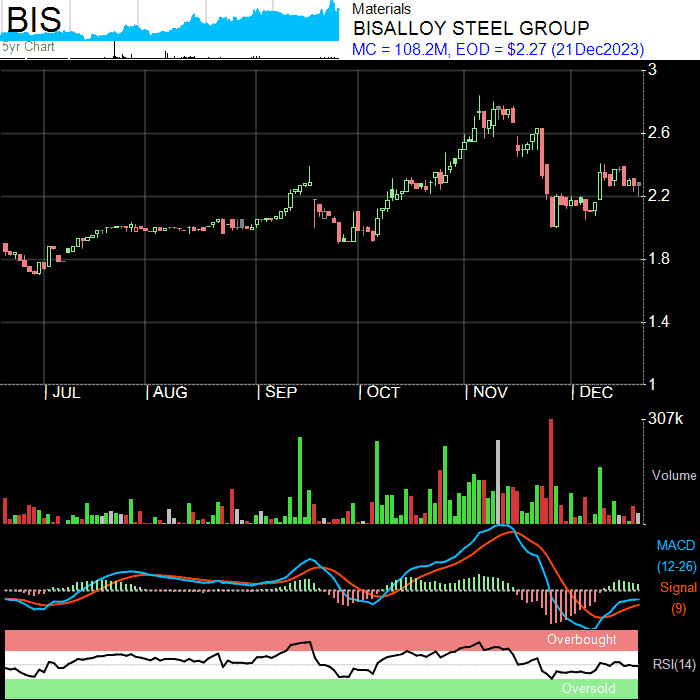 BIS
5yr Chart
Materials
BISALLOY STEEL GROUP
MC = 108.2M, EOD = $2.27 (21Dec2023)
3
2.6
2.2
1.8
1.4
1
JUL AUG SEP OCT NOV DEC
307k
Volume
MACD
(12-26)
Signal
(9)
Overbought
RSI(14)
Oversold